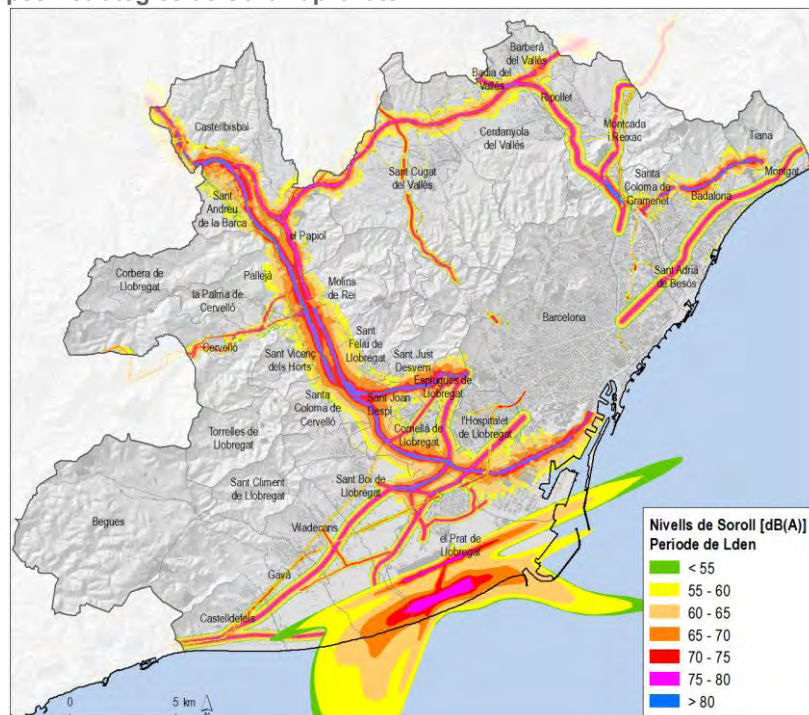 Barberà
del Vallès
Badia del
Vallès
Ripollet
Castellbisbal
Cerdanyola
del Vallès
Montcada
i Reixac
Tiana
Sant Cugat
del Vallès
Santa
Coloma de
Gramenet
Montgat
Badalona
Sant
Andreu
de la Barca
el Papiol
Corbera de
Llobregat
Pallejà
la Palma de
Cervelló
Molins
de Rei
Sant Adrià
de Besòs
Barcelona
Cervelló
Sant
Feliu de
Llobregat
Sant Vicenç
dels Horts
Sant Just
Desvern
Esplugues de
Llobregat
Santa
Coloma de
Cervelló
Sant Joan
Despí
Cornellà de
Llobregat
l'Hospitalet
de Llobregat
Torrelles de
Llobregat
Sant Climent
de Llobregat
Sant Boi de
Llobregat
Begues
Viladecans
el Prat de
Llobregat
Gavà
Castelldefels
Nivells de Soroll [dB(A)]
Període de Lden
< 55
55 - 60
60 - 65
65 - 70
70 - 75
75 - 80
> 80
0 5 km
N